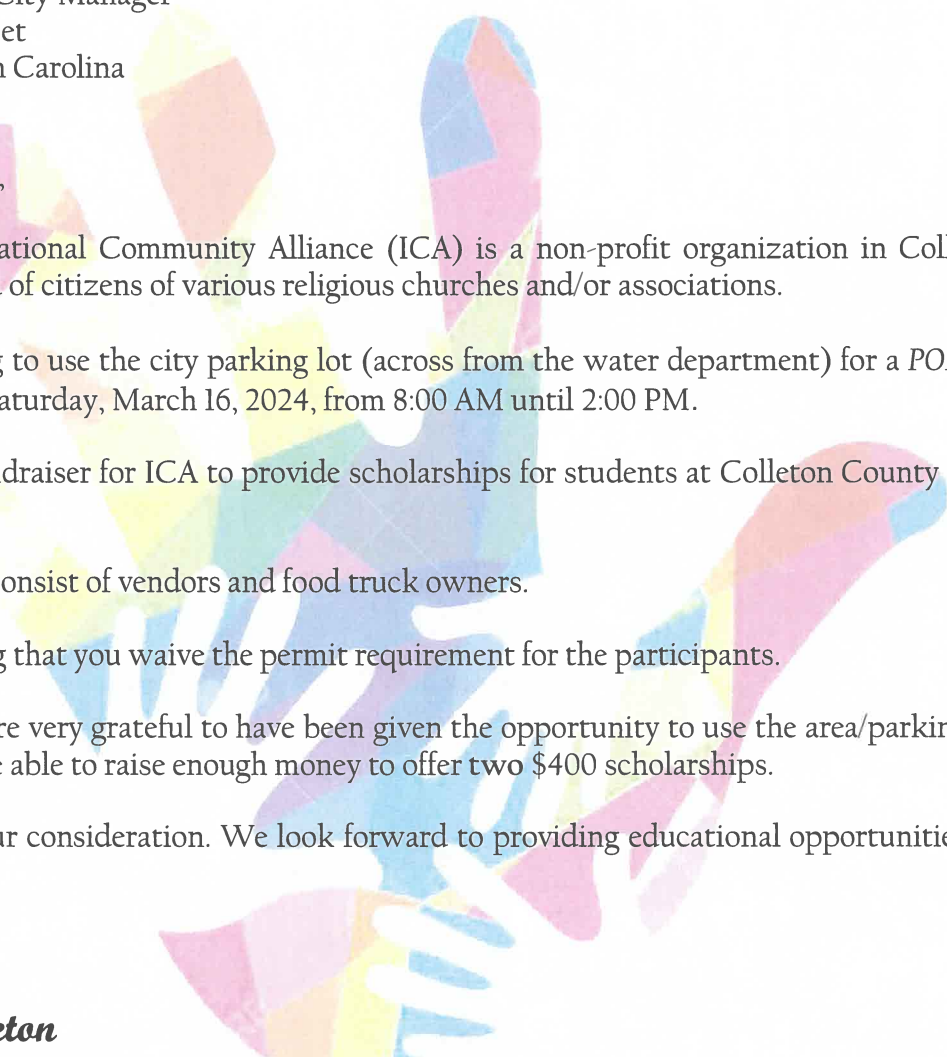 City Manager
et
Carolina
,
ational Community Alliance (ICA) is a non-profit organization in Coll
of citizens of various religious churches and/or associations.
g to use the city parking lot (across from the water department) for a PO
aturday, March 16, 2024, from 8:00 AM until 2:00 PM.
draiser for ICA to provide scholarships for students at Colleton County
onsist of vendors and food truck owners.
g that you waive the permit requirement for the participants.
re very grateful to have been given the opportunity to use the area/parkin
able to raise enough money to offer two $400 scholarships.
ur consideration. We look forward to providing educational opportunitie
eton